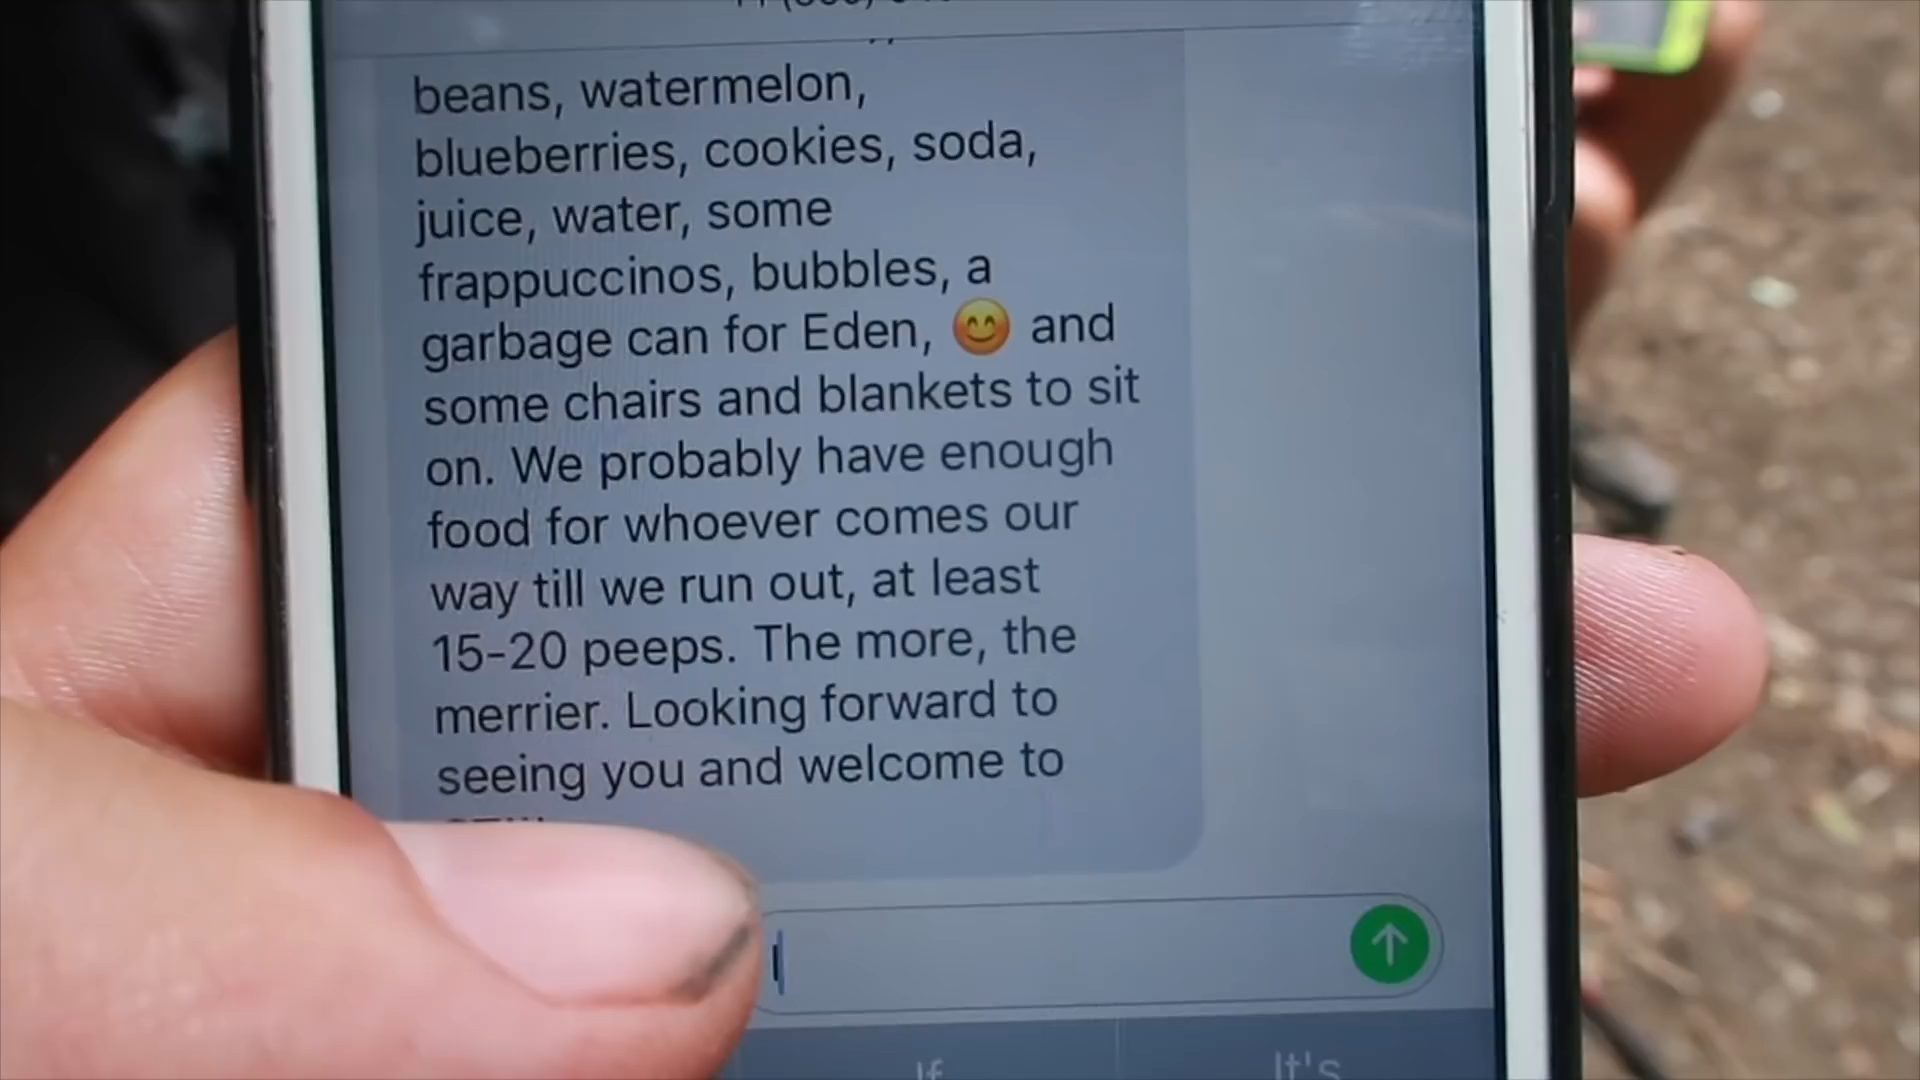 beans, watermelon,
blueberries, cookies, soda,
juice, water, some
frappuccinos, bubbles, a
garbage can for Eden, 😊 and
some chairs and blankets to sit
on. We probably have enough
food for whoever comes our
way till we run out, at least
15-20 peeps. The more, the
merrier. Looking forward to
seeing you and welcome to
If It's